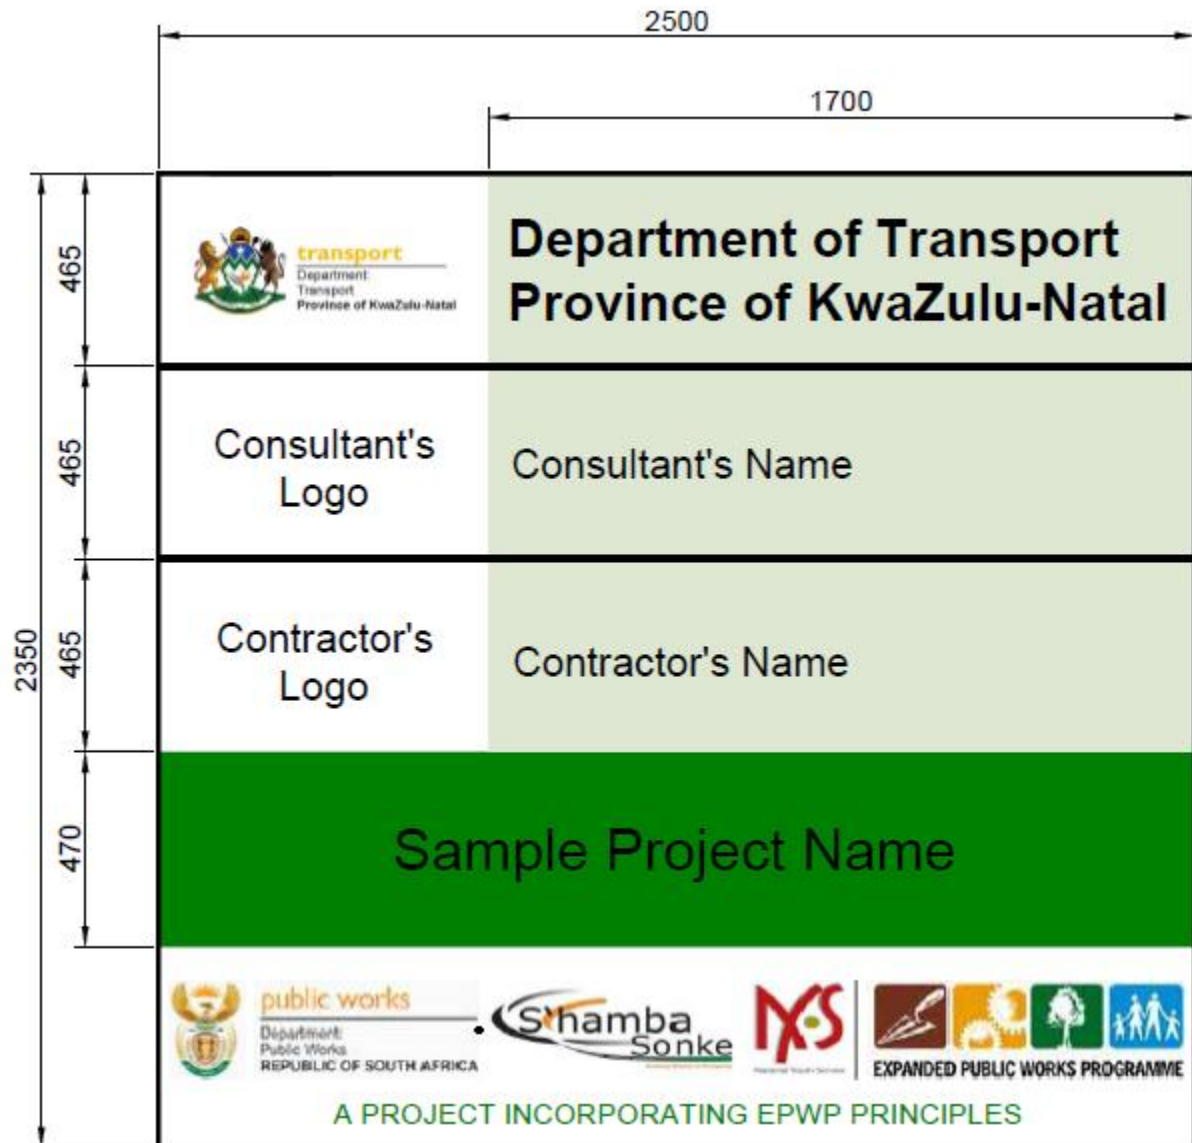 2500
1700
2350
465
transport
Department:
Transport
Province of KwaZulu-Natal
Department of Transport
Province of KwaZulu-Natal
465
Consultant's
Logo
Consultant's Name
465
Contractor's
Logo
Contractor's Name
470
Sample Project Name
public works
Department:
Public Works
REPUBLIC OF SOUTH AFRICA
S'hamba
Sonke
NYS
EXPANDED PUBLIC WORKS PROGRAMME
A PROJECT INCORPORATING EPWP PRINCIPLES